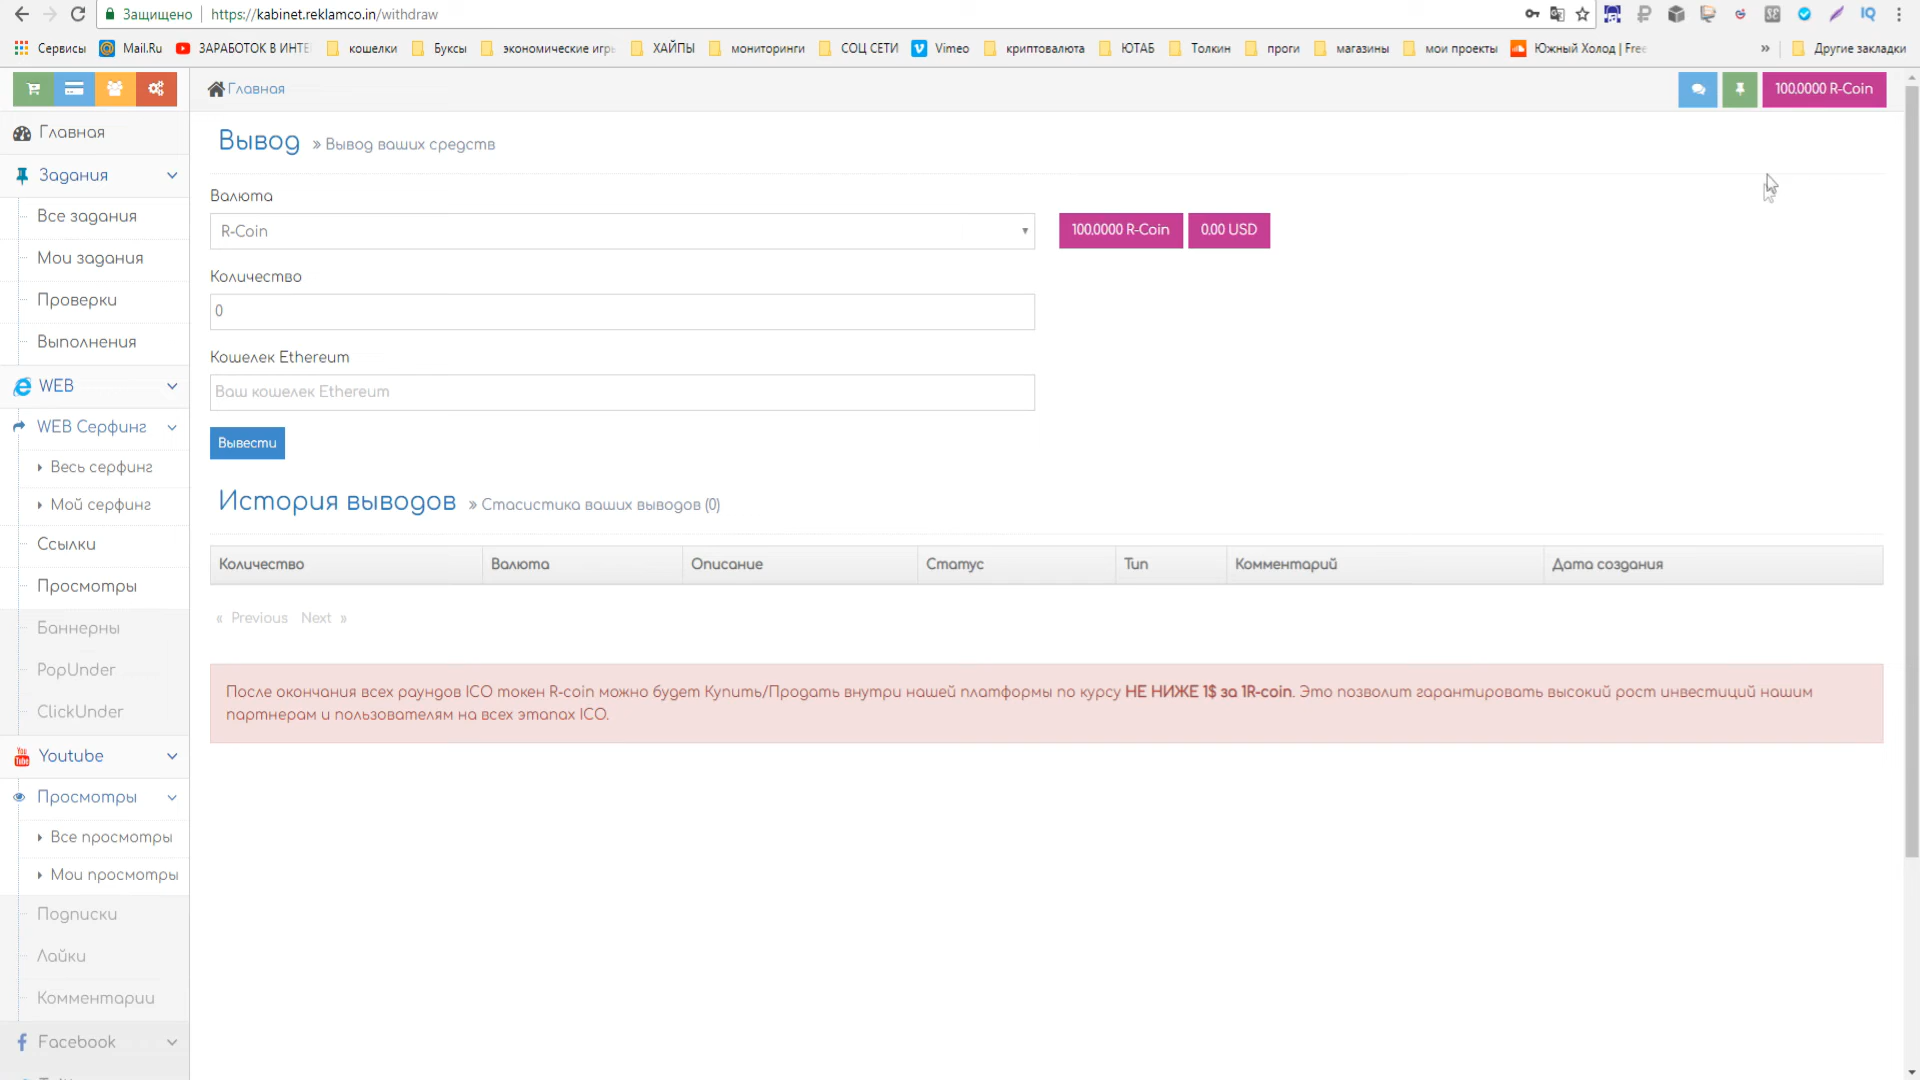 Защищено https://kabinet.reklamco.in/withdraw
Сервисы Mail.Ru ЗАРАБОТОК В ИНТЕ кошелки Буксы экономические игры ХАЙПЫ мониторинги СОЦ СЕТИ Vimeo криптовалюта ЮТАБ Толкин проги магазины мои проекты Южный Холод | Free » Другие закладки
Главная
100.0000 R-Coin
Главная
Задания
Все задания
Мои задания
Проверки
Выполнения
WEB
WEB Серфинг
Весь серфинг
Мой серфинг
Ссылки
Просмотры
Баннерны
PopUnder
ClickUnder
Youtube
Просмотры
Все просмотры
Мои просмотры
Подписки
Лайки
Комментарии
Facebook
Вывод » Вывод ваших средств
Валюта
R-Coin
100.0000 R-Coin 0.00 USD
Количество
0
Кошелек Ethereum
Ваш кошелек Ethereum
Вывести
История выводов » Стасистика ваших выводов (0)
Количество Валюта Описание Статус Тип Комментарий Дата создания
« Previous Next »
После окончания всех раундов ICO токен R-coin можно будет Купить/Продать внутри нашей платформы по курсу НЕ НИЖЕ 1$ за 1R-coin. Это позволит гарантировать высокий рост инвестиций нашим
партнерам и пользователям на всех этапах ICO.